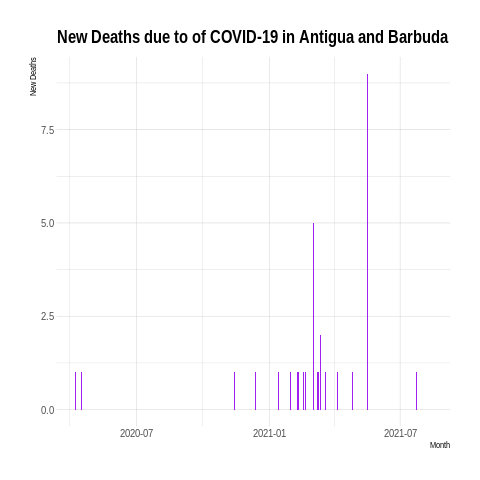 New Deaths due to of COVID-19 in Antigua and Barbuda
New Deaths
7.5
5.0
2.5
0.0
2020-07 2021-01 2021-07
Month